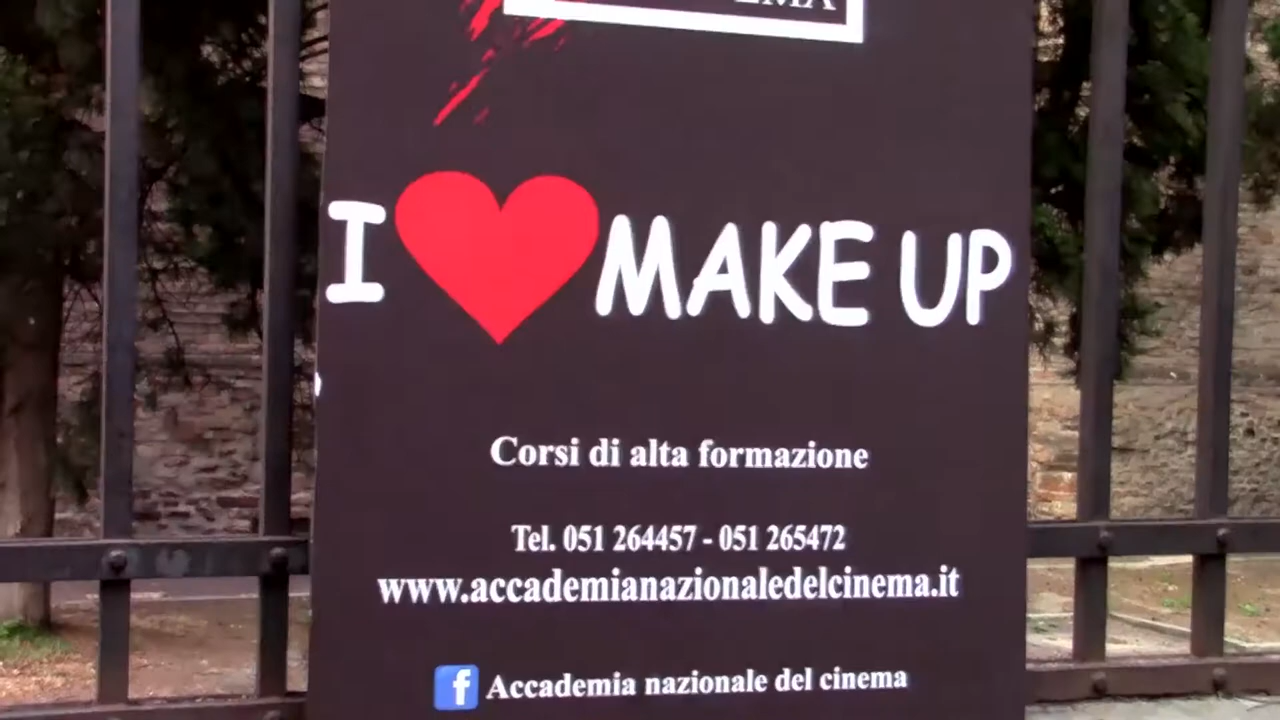 I MAKE UP
Corsi di alta formazione
Tel. 051 264457 - 051 265472
www.accademianazionaledelcinema.it
f Accademia nazionale del cinema